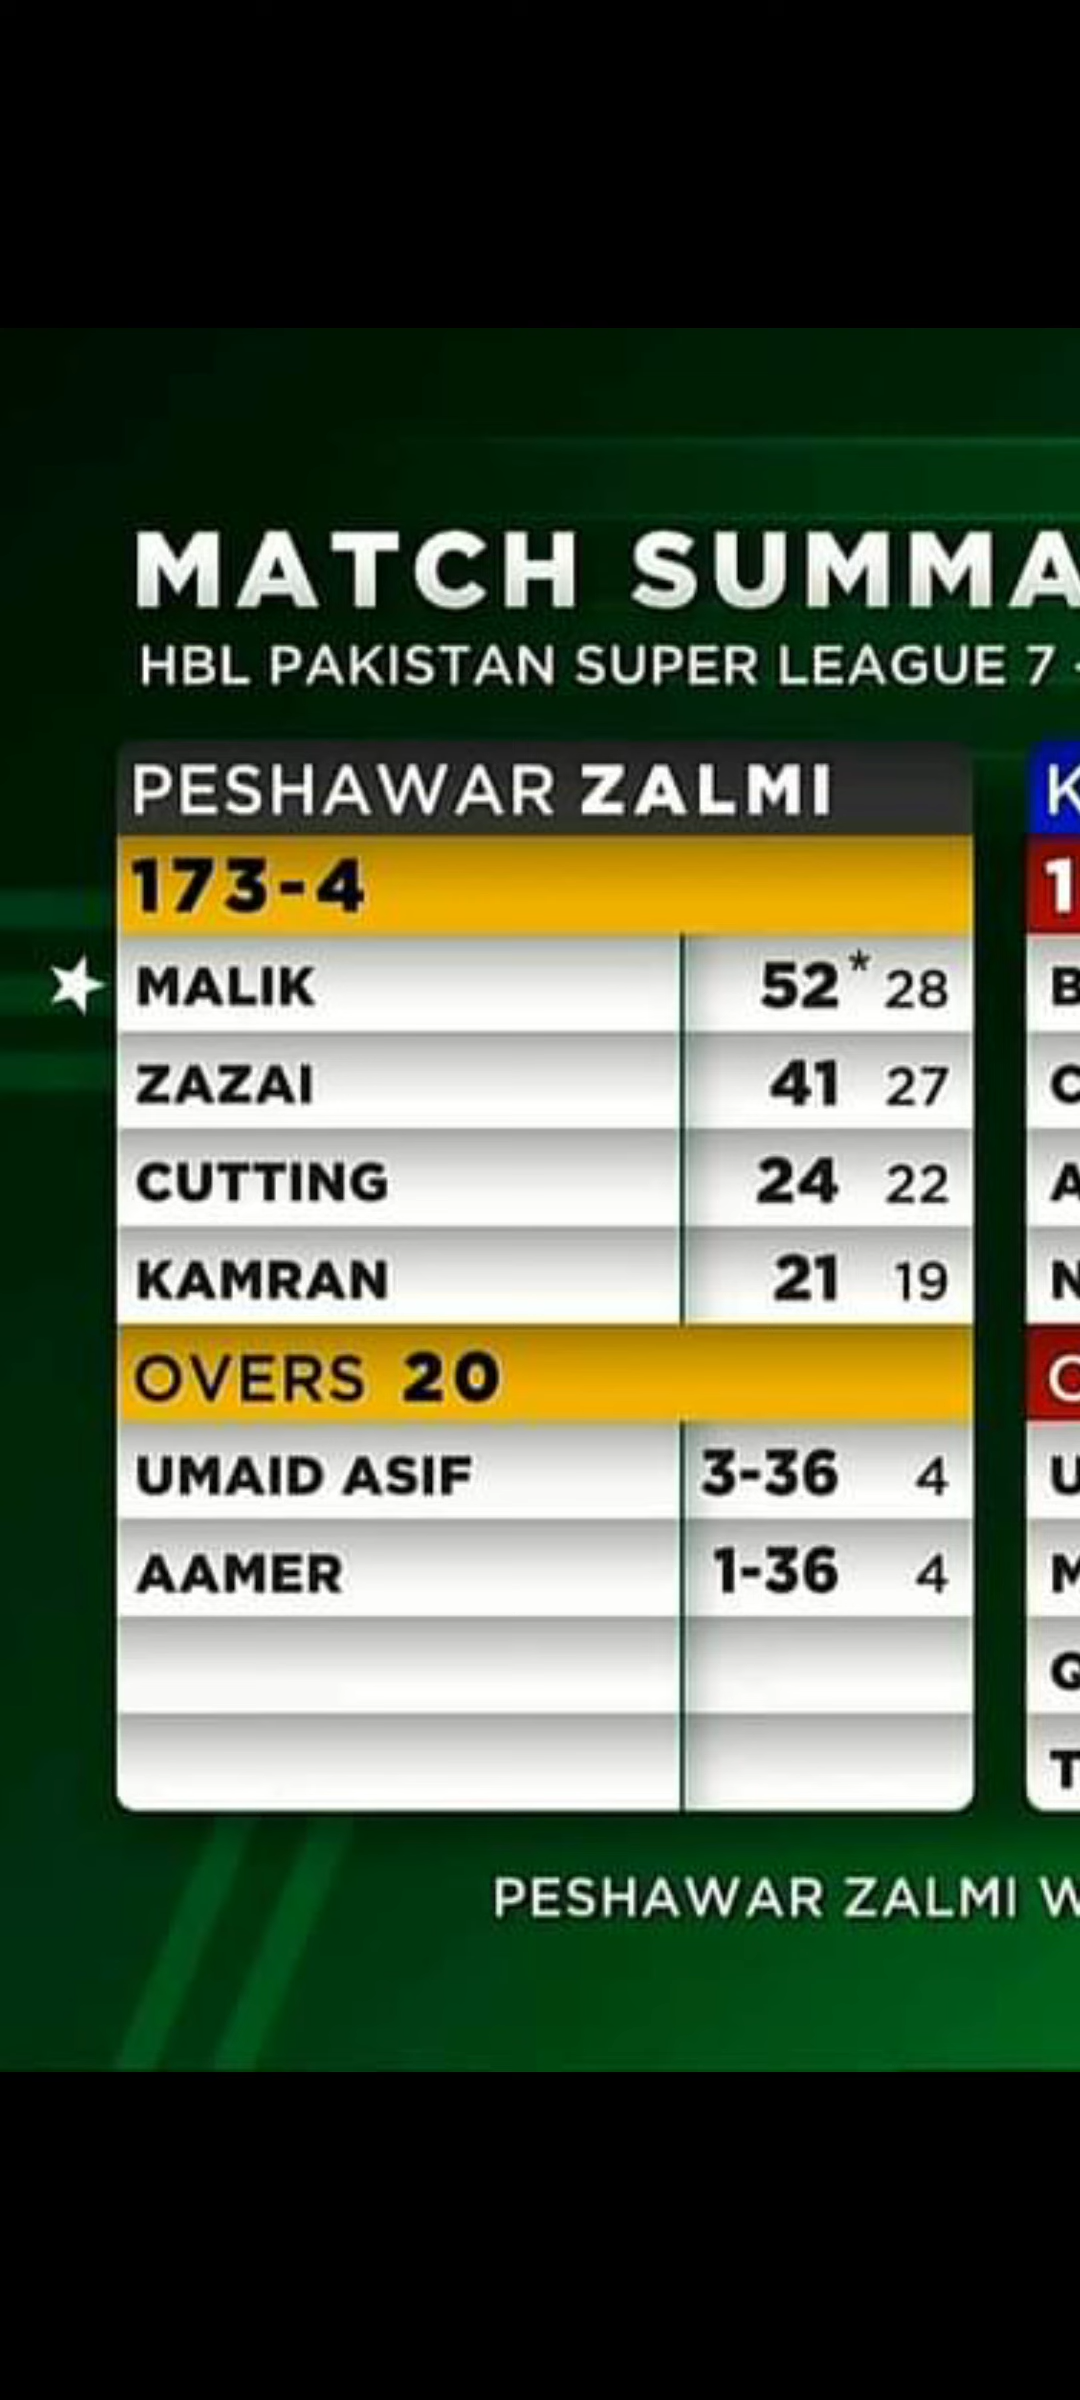 MATCH SUMMA
HBL PAKISTAN SUPER LEAGUE 7 -
PESHAWAR ZALMI
173-4
MALIK 52* 28
ZAZAI 41 27
CUTTING 24 22
KAMRAN 21 19
OVERS 20
UMAID ASIF 3-36 4
AAMER 1-36 4
K
1
B
C
A
N
O
U
M
Q
T
PESHAWAR ZALMI W